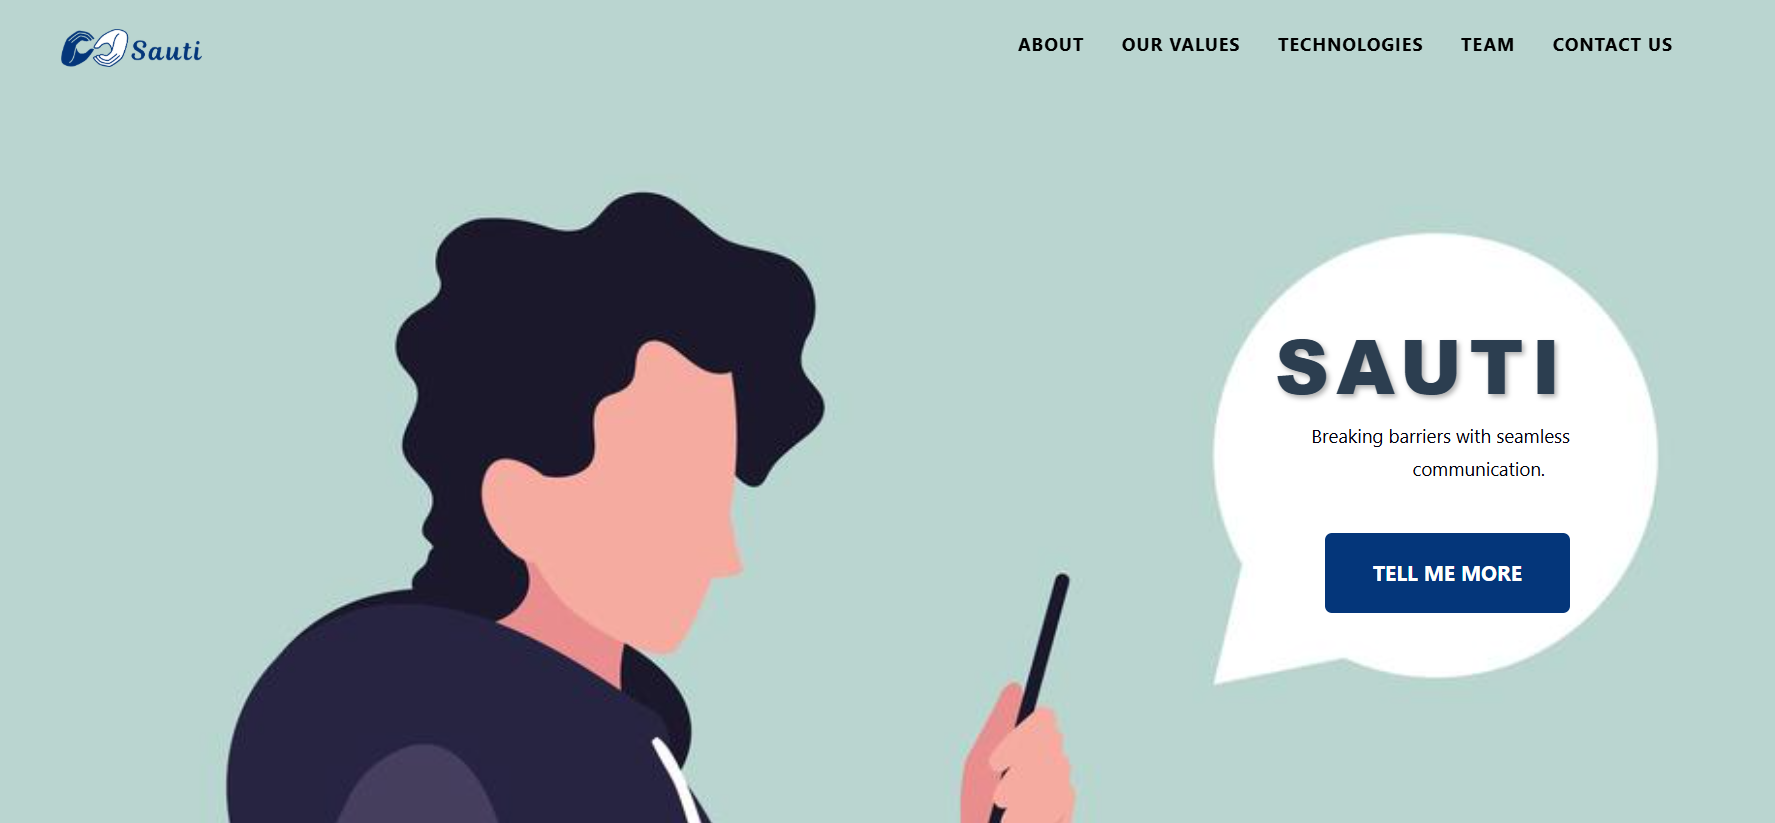 Sauti
ABOUT OUR VALUES TECHNOLOGIES TEAM CONTACT US
SAUTI
Breaking barriers with seamless
communication.
TELL ME MORE